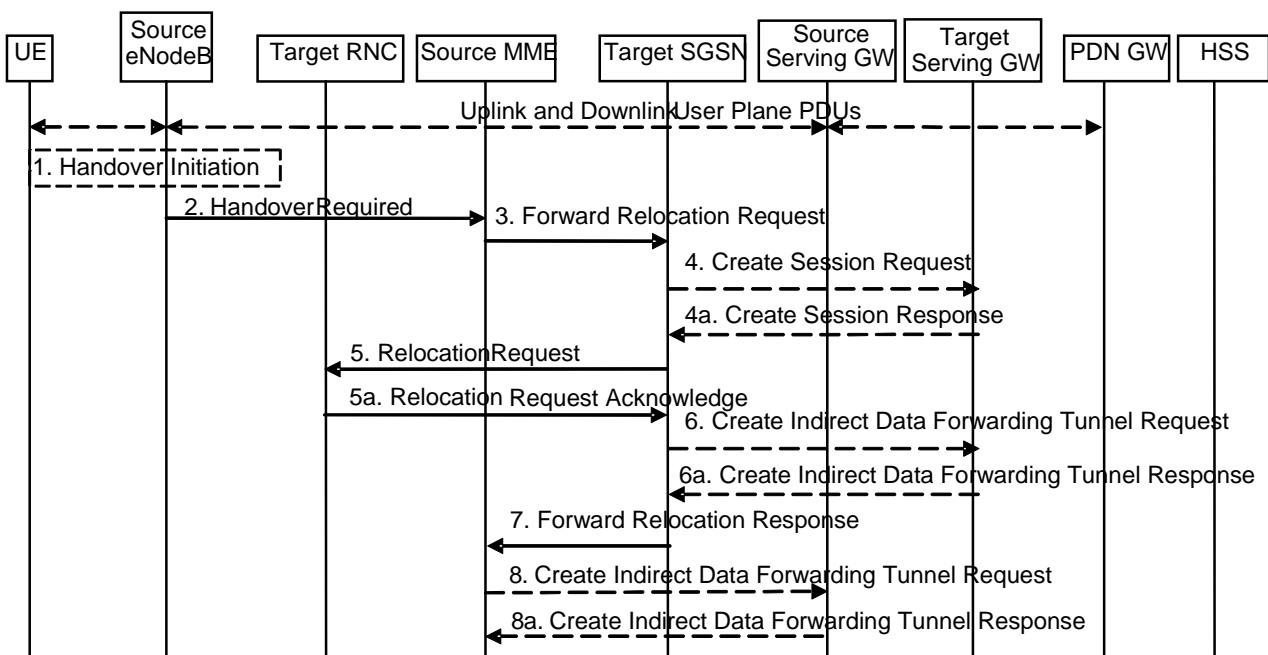 UE
Source
eNodeB
Target RNC
Source MME
Target SGSN
Source
Serving GW
Target
Serving GW
PDN GW
HSS
Uplink and Downlink User Plane PDUs
1. Handover Initiation
2. Handover Required
3. Forward Relocation Request
4. Create Session Request
4a. Create Session Response
5. Relocation Request
5a. Relocation Request Acknowledge
6. Create Indirect Data Forwarding Tunnel Request
6a. Create Indirect Data Forwarding Tunnel Response
7. Forward Relocation Response
8. Create Indirect Data Forwarding Tunnel Request
8a. Create Indirect Data Forwarding Tunnel Response